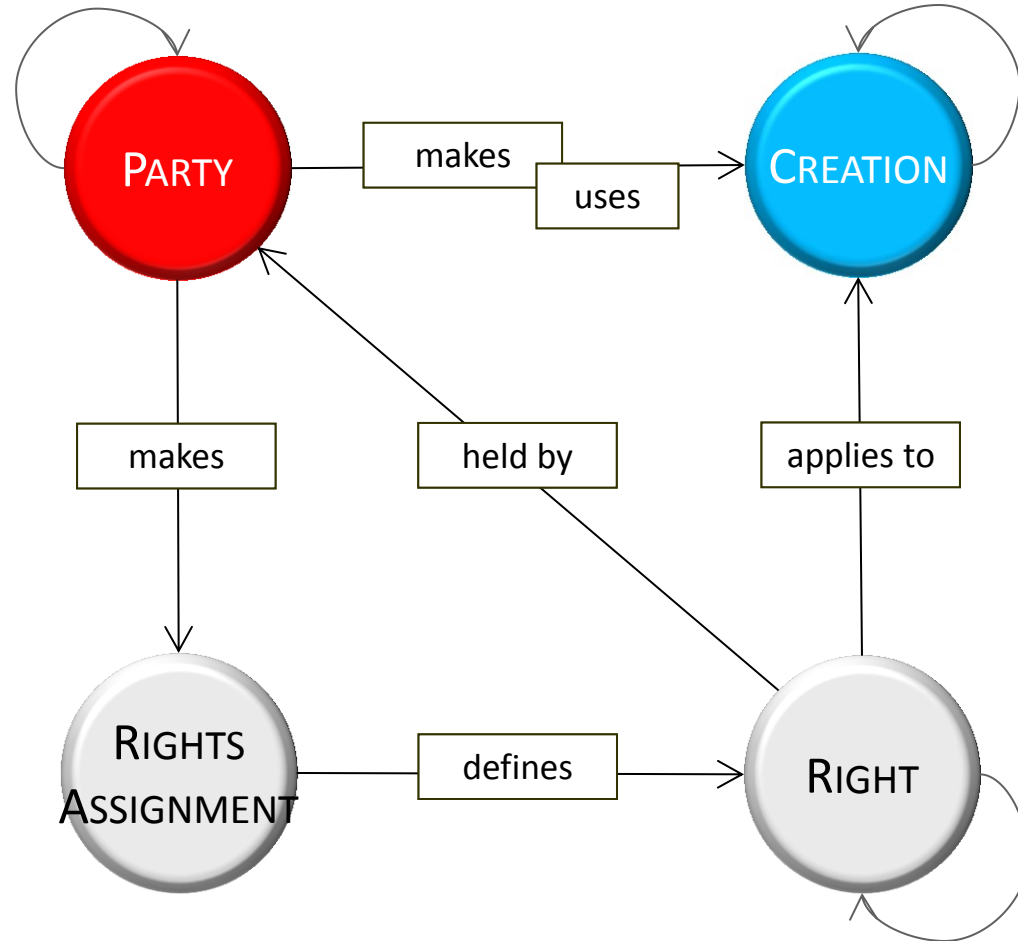 PARTY
makes
uses
CREATION
makes
held by
applies to
RIGHTS
ASSIGNMENT
defines
RIGHT